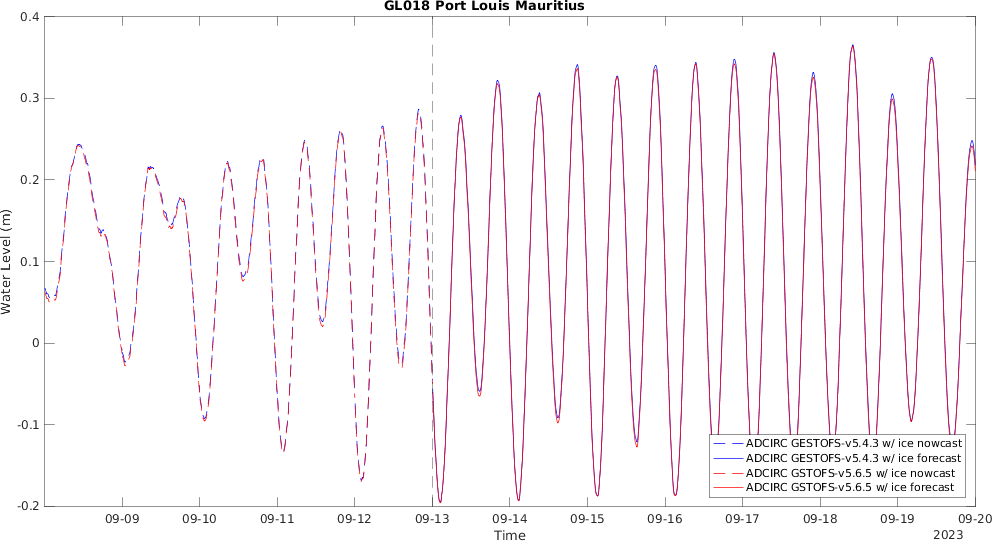 GL018 Port Louis Mauritius
0.4
0.3
0.2
0.1
0
-0.1
-0.2
Water Level (m)
ADCIRC GESTOFS-v5.4.3 w/ ice nowcast
ADCIRC GESTOFS-v5.4.3 w/ ice forecast
ADCIRC GSTOFS-v5.6.5 w/ ice nowcast
ADCIRC GSTOFS-v5.6.5 w/ ice forecast
09-09 09-10 09-11 09-12 09-13 09-14 09-15 09-16 09-17 09-18 09-19 09-20
Time
2023